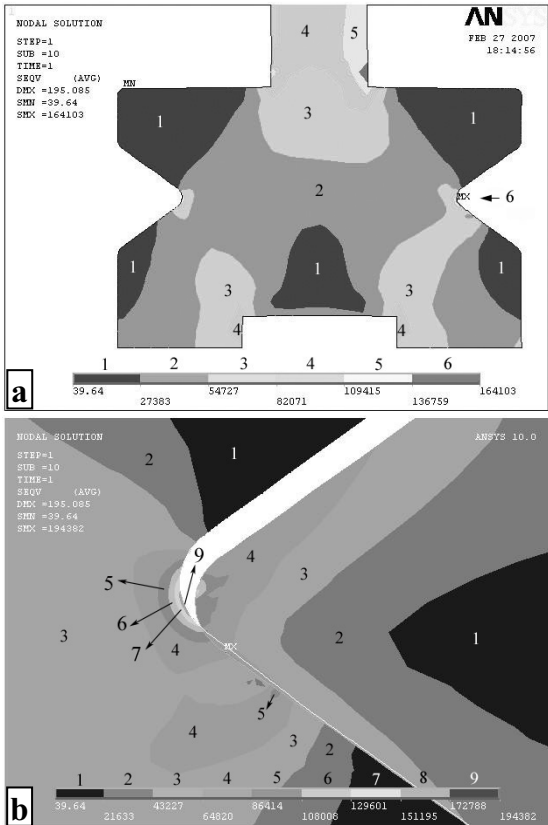 1
NODAL SOLUTION
STEP=1
SUB =10
TIME=1
SEQV (AVG)
DMX=195.085
SMN=39.64
SMX=164103
ANSYS
FEB 27 2007
18:14:56
4
5
MN
1
3
1
2
MX
6
1
3
1
3
1
4
4
1 2 3 4 5 6
39.64 54727 109415 164103
27383 82071 136759
a
NODAL SOLUTION
STEP=1
SUB =10
TIME=1
SEQV (AVG)
DMX=195.085
SMN=39.64
SMX=194382
ANSYS 10.0
2
1
9
4
5
3
6
3
7
4
MX
2
1
5
4
3
2
1 2 3 4 5 6 7 8 9
39.64 43227 86414 129601 172788
21633 64820 108008 151195 194382
b